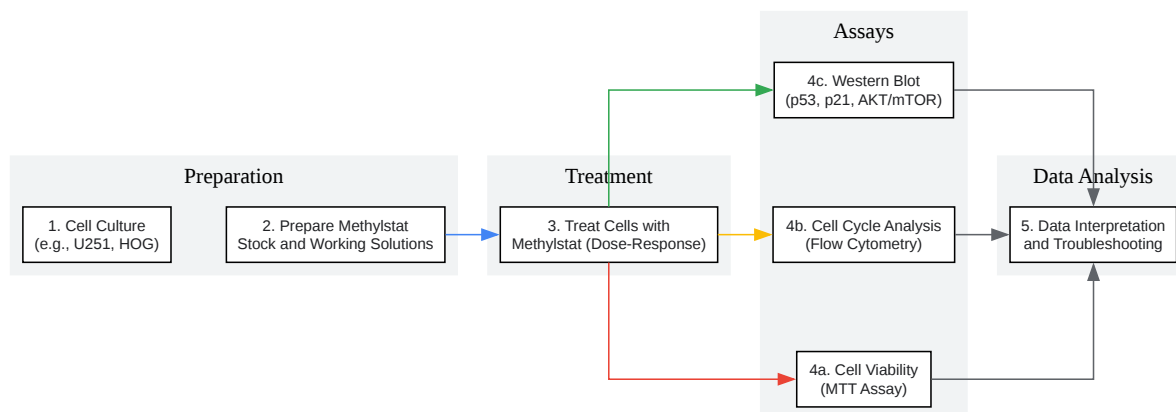 Assays
4c. Western Blot
(p53, p21, AKT/mTOR)
Preparation
Treatment
Data Analysis
1. Cell Culture
(e.g., U251, HOG)
2. Prepare Methylstat
Stock and Working Solutions
3. Treat Cells with
Methylstat (Dose-Response)
4b. Cell Cycle Analysis
(Flow Cytometry)
5. Data Interpretation
and Troubleshooting
4a. Cell Viability
(MTT Assay)